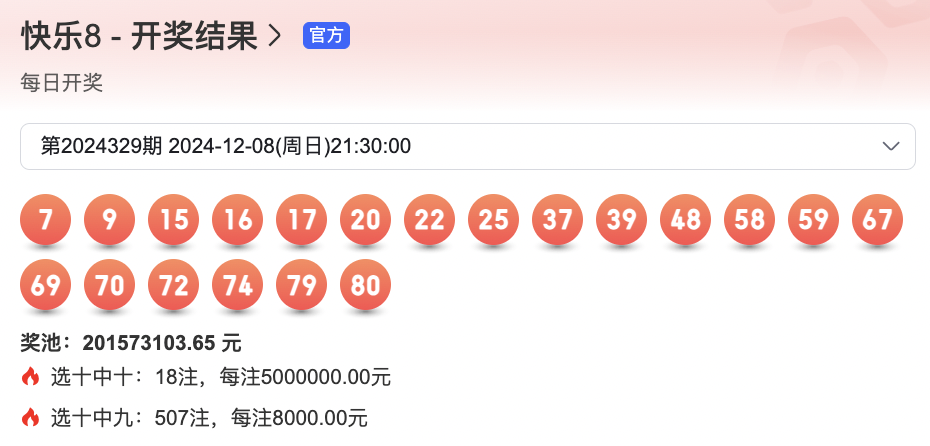 快乐8 - 开奖结果 官方
每日开奖
第2024329期 2024-12-08(周日)21:30:00
7 9 15 16 17 20 22 25 37 39 48 58 59 67
69 70 72 74 79 80
奖池：201573103.65 元
选十中十：18注，每注5000000.00元
选十中九：507注，每注8000.00元